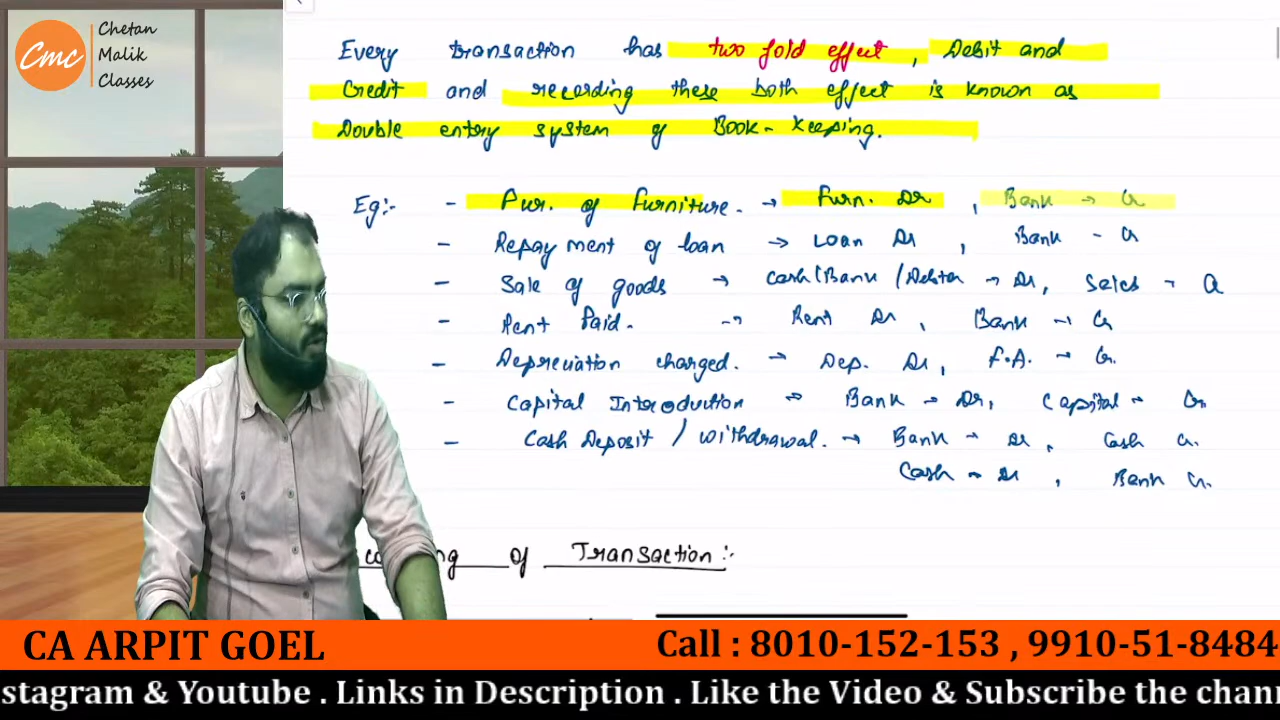 Cmc
Chetan
Malik
Classes
Every transaction has two fold effect, Debit and
Credit and recording these both effect is known as
Double entry system of Book-Keeping.
Eg:- - Pur. of Furniture. → Furn. Dr , Bank → Cr
- Repayment of loan → Loan Dr , Bank - Cr
- Sale of goods → cash/Bank/Debtor → Dr, Sales - Cr
- Rent Paid. → Rent Dr , Bank → Cr
- Depreciation charged. → Dep. Dr, F.A. → Cr.
- Capital Introduction → Bank → Dr, Capital - Cr.
- Cash Deposit / withdrawal. → Bank → Dr, Cash Cr.
Cash - Dr , Bank Cr.
of Transaction:-
CA ARPIT GOEL
Call : 8010-152-153 , 9910-51-8484
stagram & Youtube . Links in Description . Like the Video & Subscribe the chan